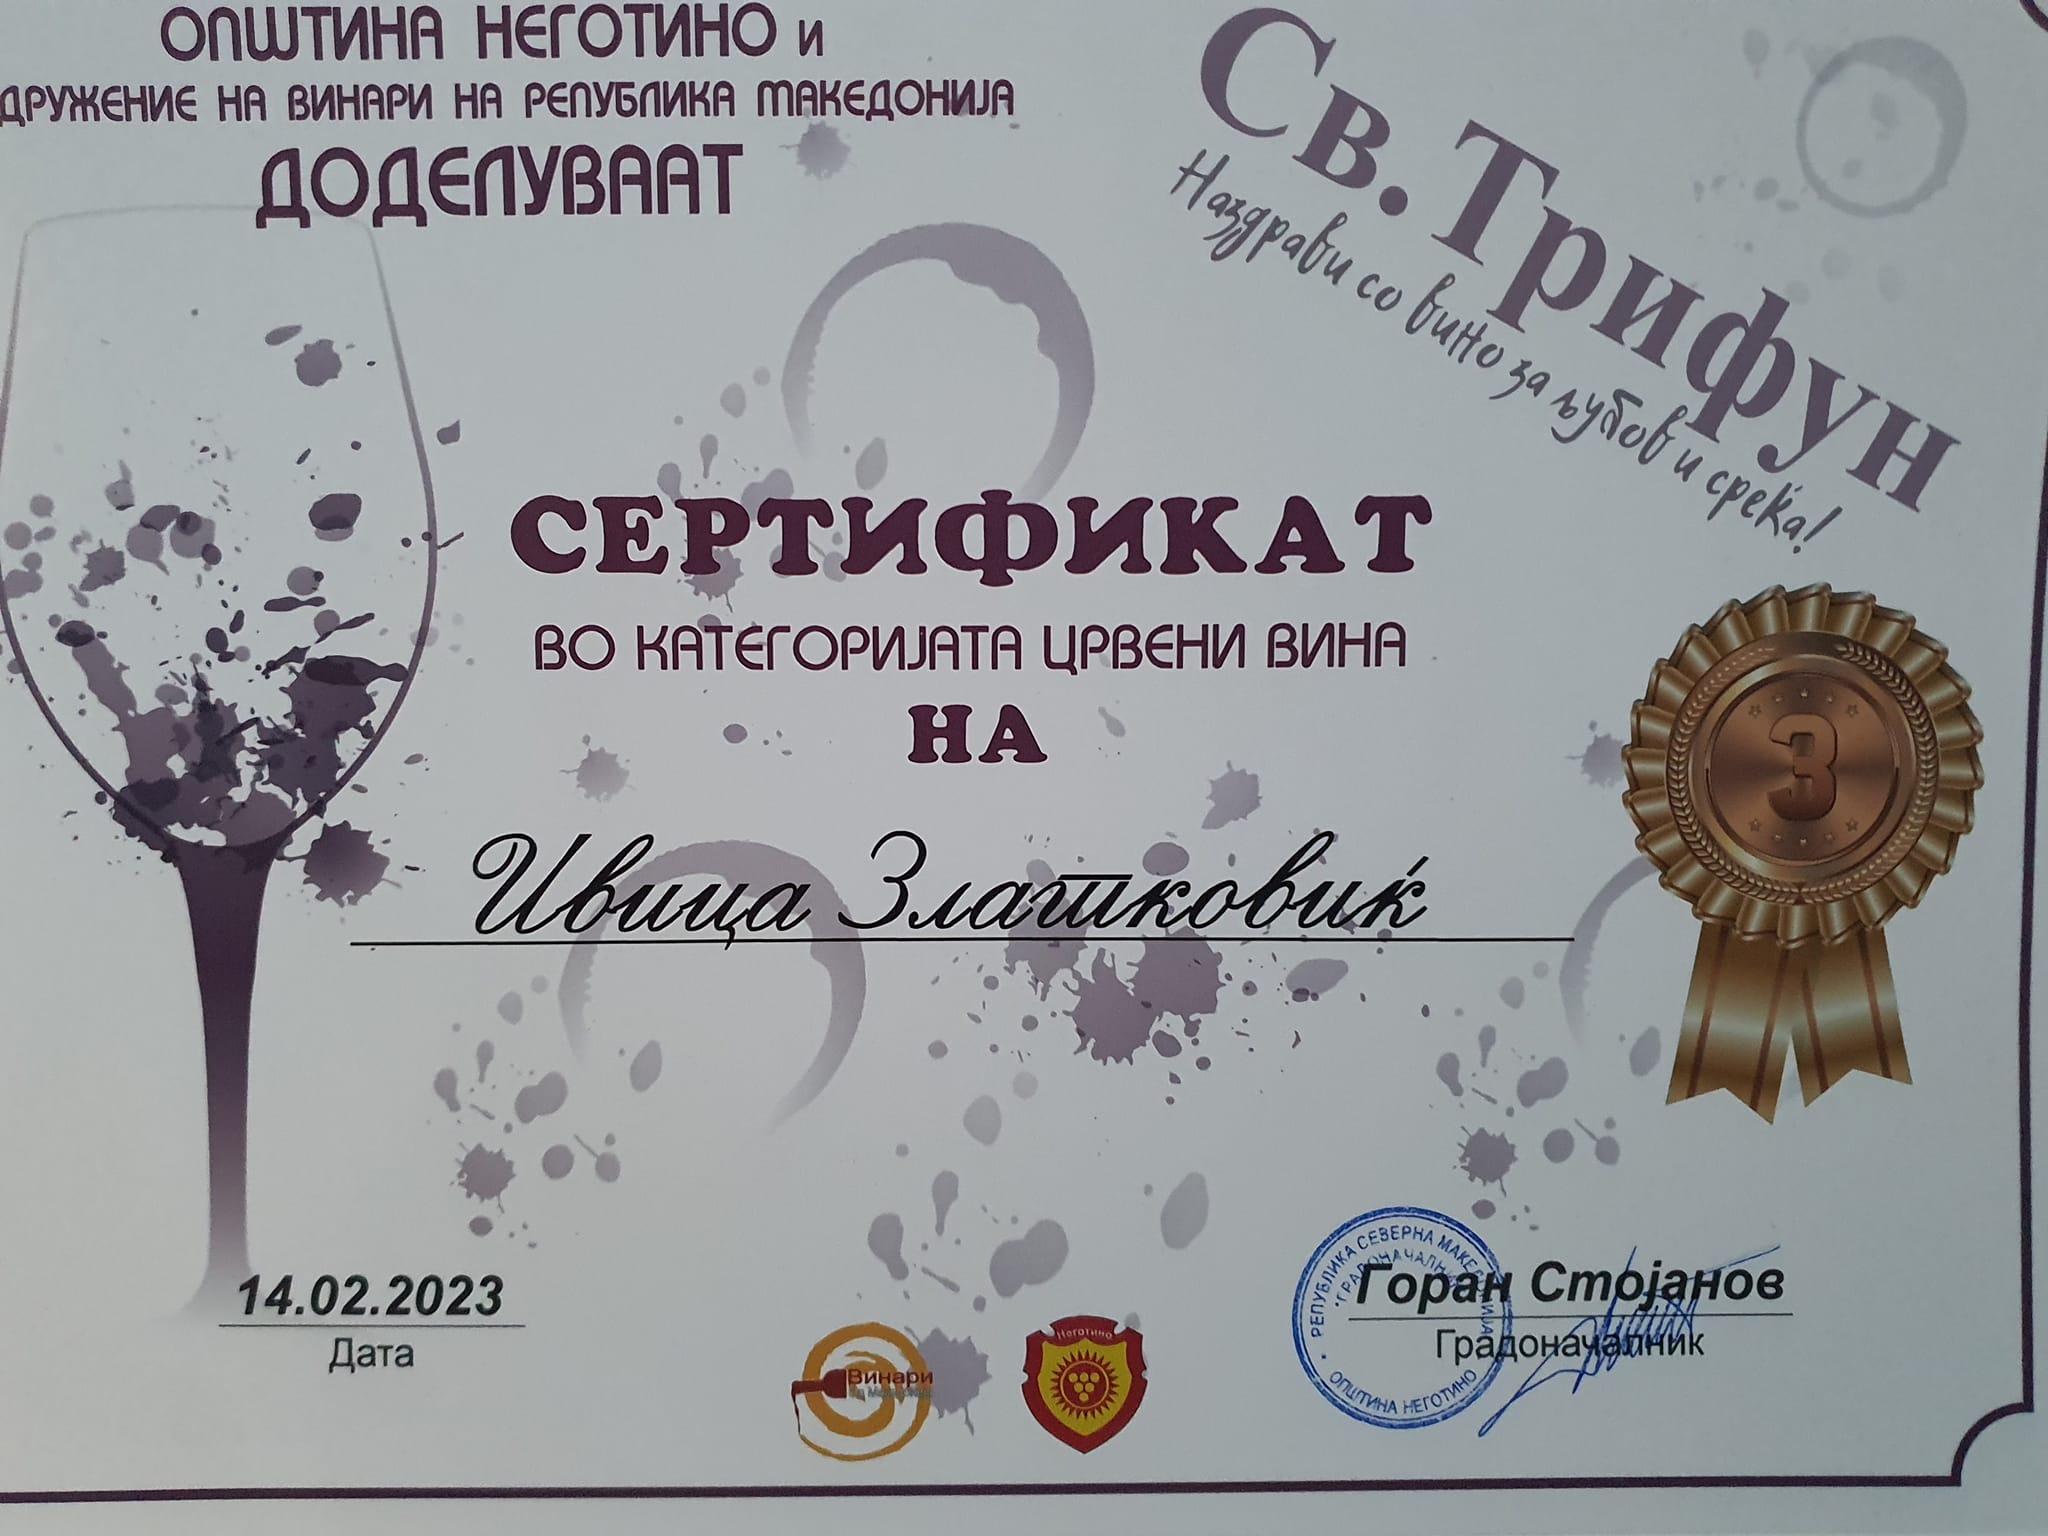 ОПШТИНА НЕГОТИНО и
ДРУЖЕНИЕ НА ВИНАРИ НА РЕПУБЛИКА МАКЕДОНИЈА
ДОДЕЛУВААТ
Св. Трифун
Наздрави со вино за љубов и среќа!
СЕРТИФИКАТ
ВО КАТЕГОРИЈАТА ЦРВЕНИ ВИНА
НА
3
Ивица Златковиќ
14.02.2023
Дата
Винари
Неготино
РЕПУБЛИКА СЕВЕРНА МАКЕДОНИЈА
ГРАДОНАЧАЛНИК
ОПШТИНА НЕГОТИНО
Горан Стојанов
Градоначалник